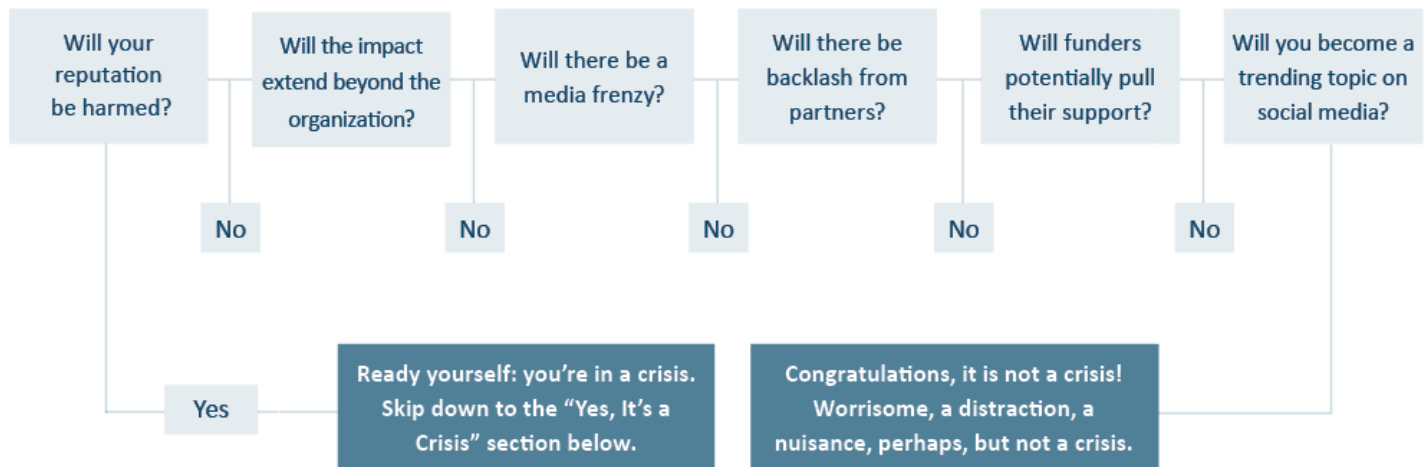 Will your
reputation
be harmed?
Will the impact
extend beyond the
organization?
Will there be a
media frenzy?
Will there be
backlash from
partners?
Will funders
potentially pull
their support?
Will you become a
trending topic on
social media?
No
No
No
No
No
Yes
Ready yourself: you’re in a crisis.
Skip down to the “Yes, It’s a
Crisis” section below.
Congratulations, it is not a crisis!
Worrisome, a distraction, a
nuisance, perhaps, but not a crisis.